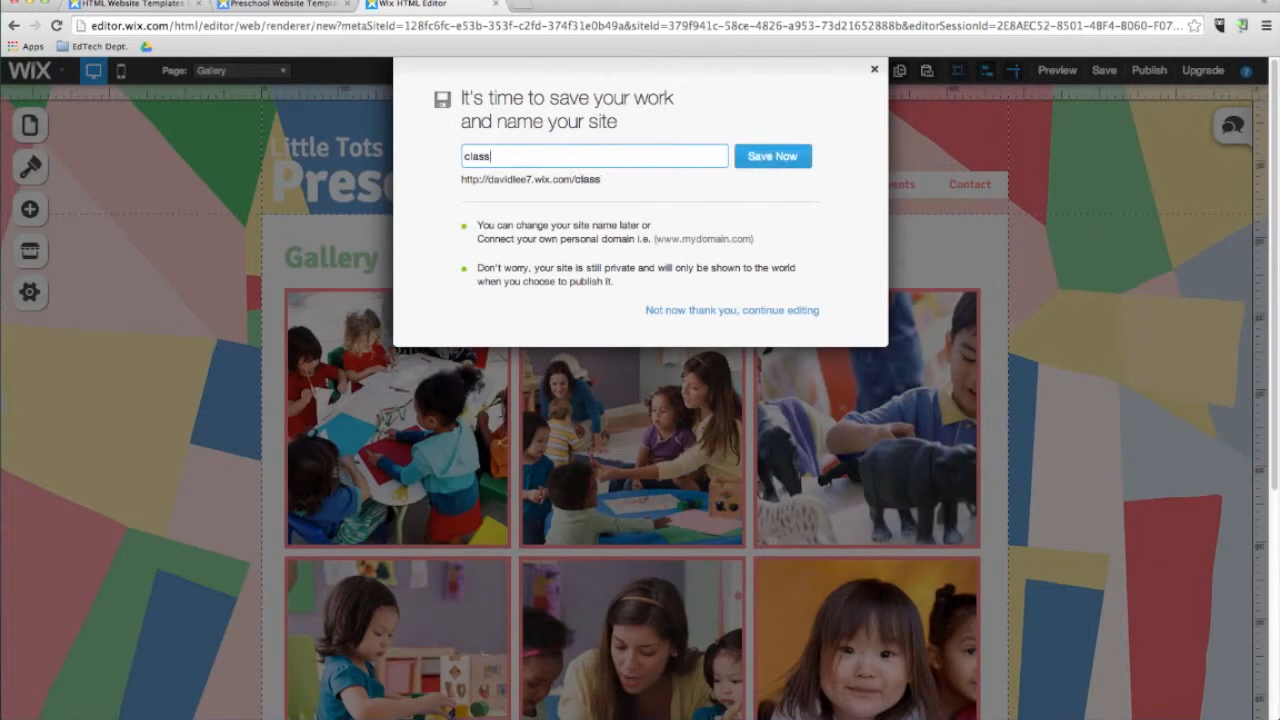 HTML Website Templates
Preschool Website Templ
Wix HTML Editor
editor.wix.com/html/editor/web/renderer/new?metaSiteId=128fc6fc-e53b-353f-c2fd-374f31e0b49a&siteId=379f941c-58ce-4826-a953-73d21652888b&editorSessionId=2E8AEC52-8501-4BF4-B060-F07...
Apps EdTech Dept.
WiX Page: Gallery Preview Save Publish Upgrade ?
It's time to save your work
and name your site
class Save Now
http://davidlee7.wix.com/class
You can change your site name later or
Connect your own personal domain i.e. (www.mydomain.com)
Don't worry, your site is still private and will only be shown to the world
when you choose to publish it.
Not now thank you, continue editing
Little Tots
Pres
ents Contact
Gallery